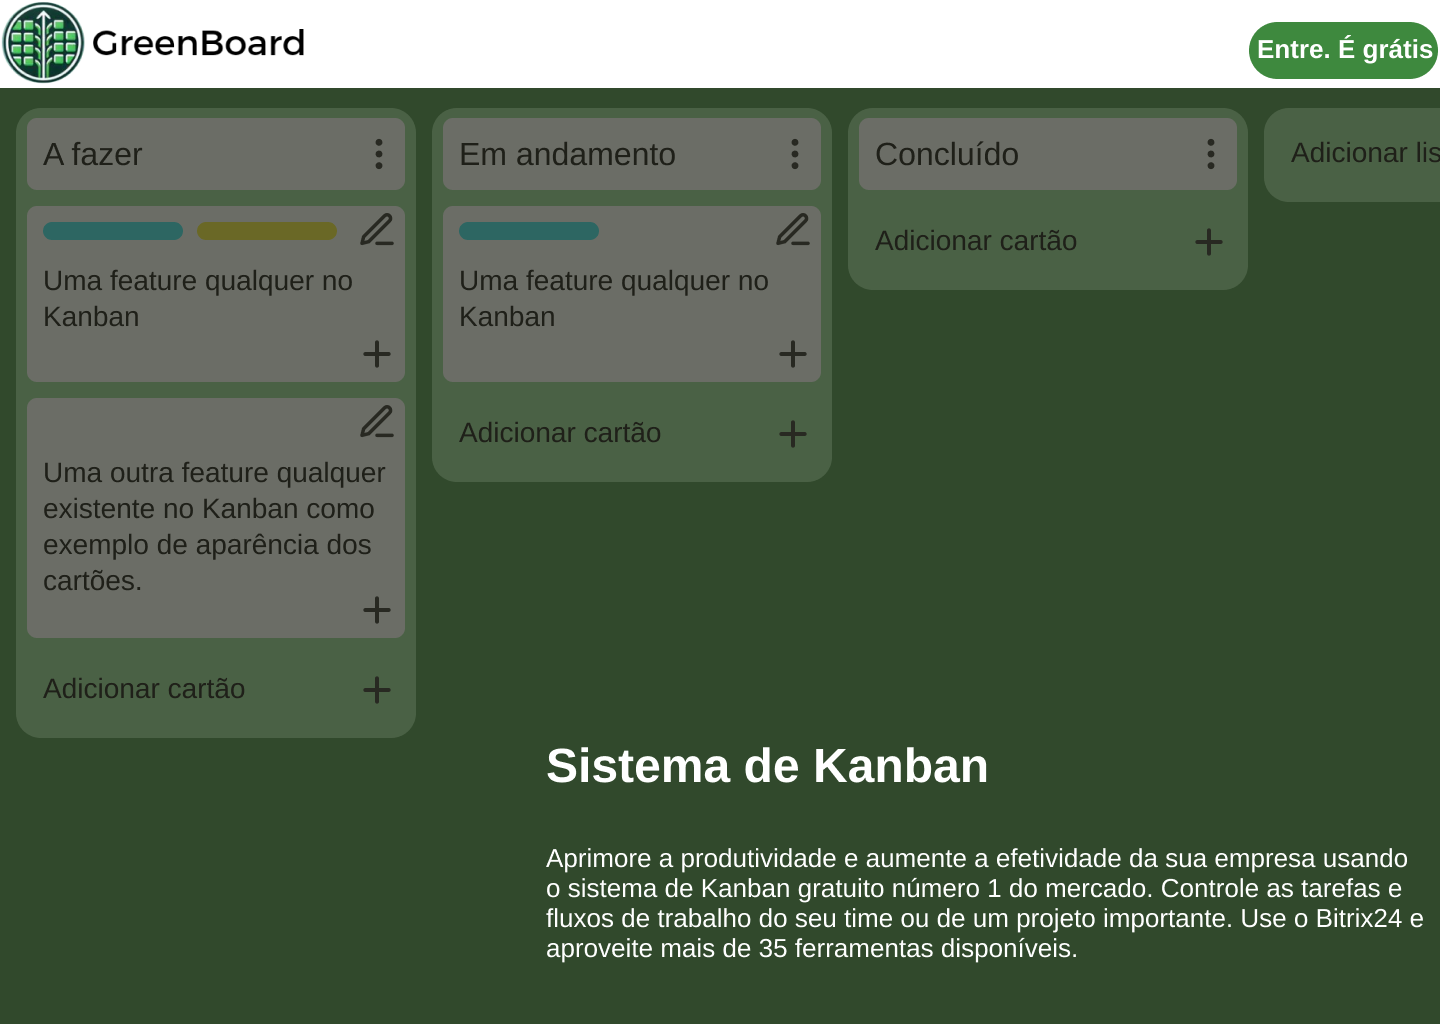 GreenBoard
Entre. É grátis
A fazer
Em andamento
Concluído
Adicionar lis
Uma feature qualquer no
Kanban
Uma feature qualquer no
Kanban
Adicionar cartão
Uma outra feature qualquer
existente no Kanban como
exemplo de aparência dos
cartões.
Adicionar cartão
Adicionar cartão
Sistema de Kanban
Aprimore a produtividade e aumente a efetividade da sua empresa usando
o sistema de Kanban gratuito número 1 do mercado. Controle as tarefas e
fluxos de trabalho do seu time ou de um projeto importante. Use o Bitrix24 e
aproveite mais de 35 ferramentas disponíveis.